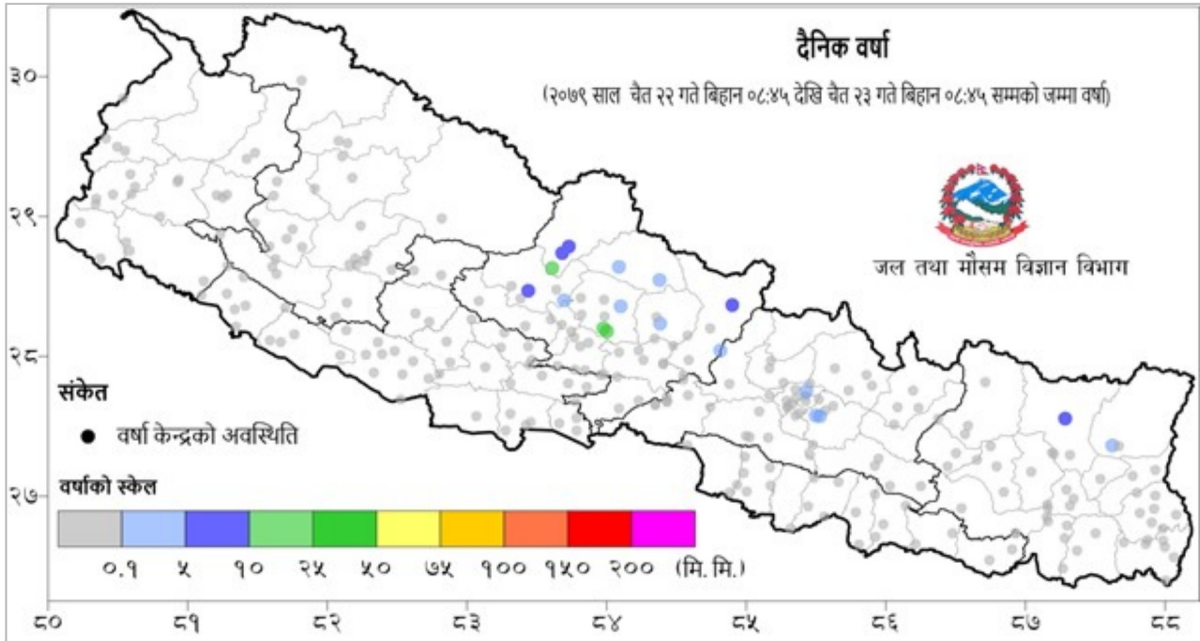 दैनिक वर्षा
(२०७९ साल चैत २२ गते बिहान ०८:४५ देखि चैत २३ गते बिहान ०८:४५ सम्मको जम्मा वर्षा)
३०
२९
जल तथा मौसम विज्ञान विभाग
२८
संकेत
वर्षा केन्द्रको अवस्थिति
वर्षाको स्केल
२७
०.१ ५ १० २५ ५० ७५ १०० १५० २०० (मि.मि.)
८० ८१ ८२ ८३ ८४ ८५ ८६ ८७ ८८